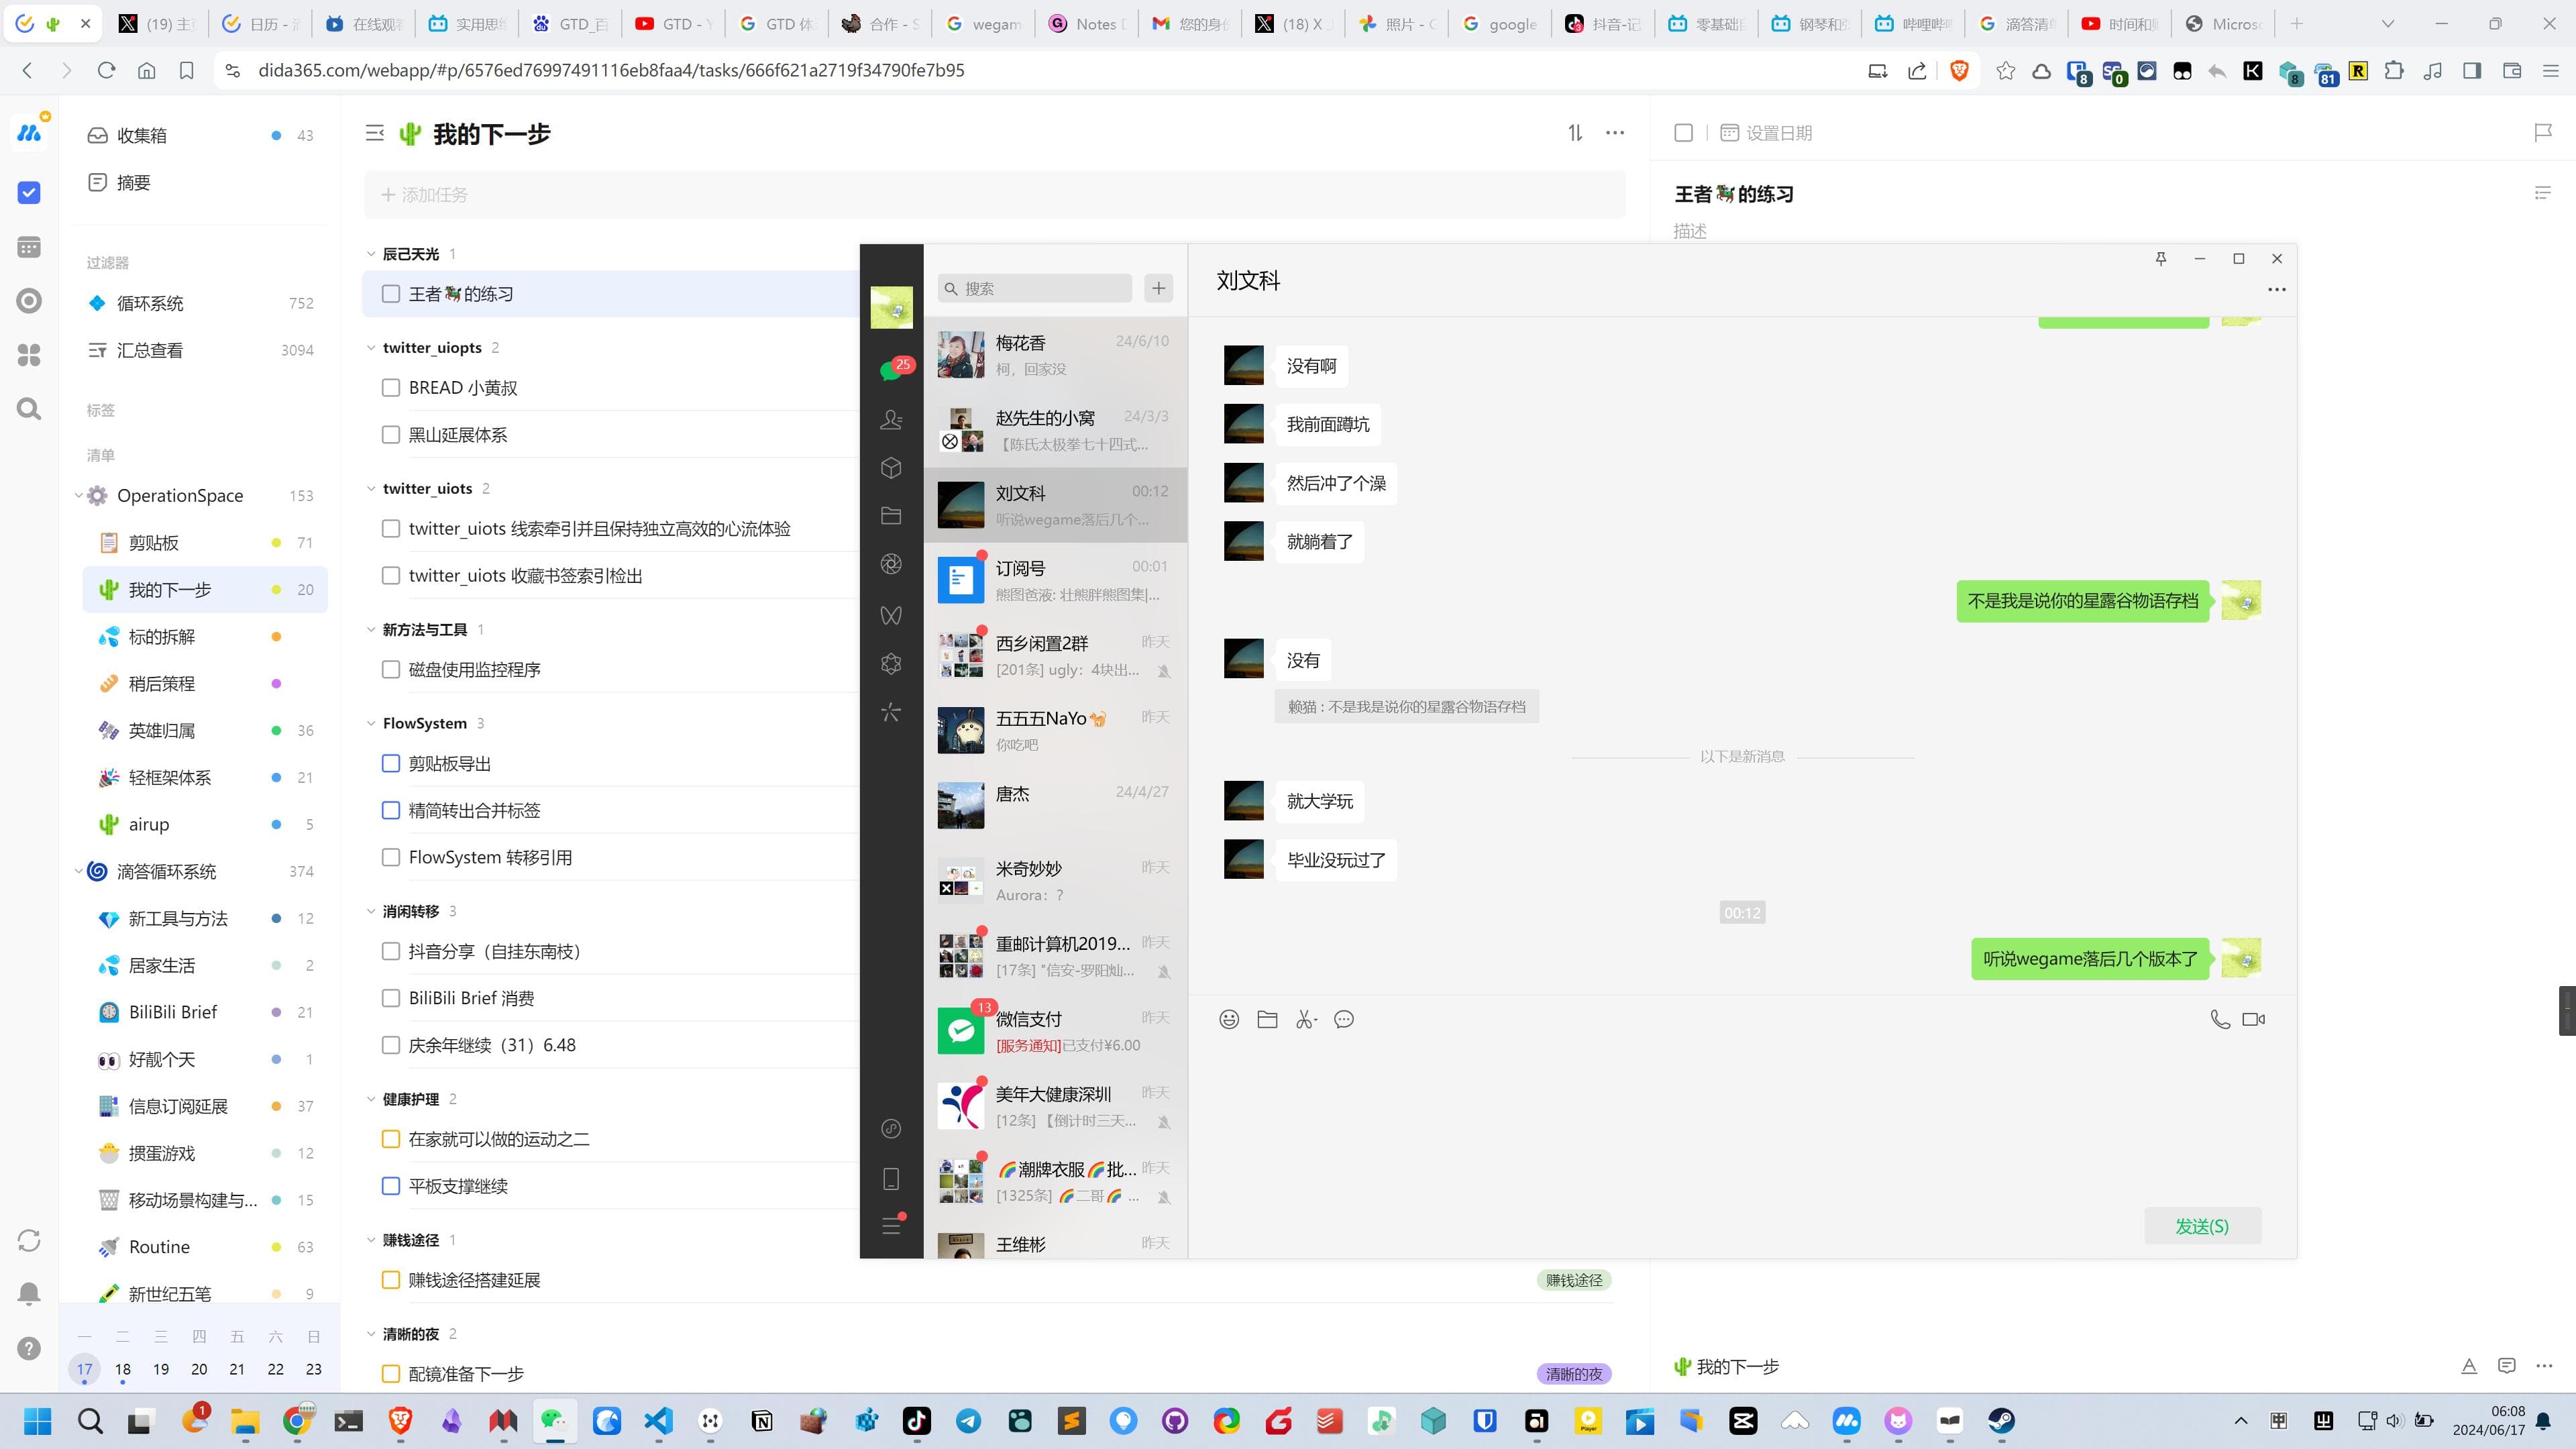 (19) 主
日历 - 
在线观
实用思
GTD_百
GTD - Y
GTD 体
合作 - S
wegam
Notes
您的身
(18) X
照片 - 
google
抖音-记
零基础
钢琴和
哔哩哔
滴答清
时间和
Microso
dida365.com/webapp/#p/6576ed76997491116eb8faa4/tasks/666f621a2719f34790fe7b95
8
0
8
81
收集箱 43
摘要
过滤器
循环系统 752
汇总查看 3094
标签
清单
OperationSpace 153
剪贴板 71
我的下一步 20
标的拆解
稍后策程
英雄归属 36
轻框架体系 21
airup 5
滴答循环系统 374
新工具与方法 12
居家生活 2
BiliBili Brief 21
好靓个天 1
信息订阅延展 37
掼蛋游戏 12
移动场景构建与... 15
Routine 63
新世纪五笔 9
一 二 三 四 五 六 日
17 18 19 20 21 22 23
🌵 我的下一步
添加任务
辰己天光 1
王者🎠的练习
twitter_uiopts 2
BREAD 小黄叔
黑山延展体系
twitter_uiots 2
twitter_uiots 线索牵引并且保持独立高效的心流体验
twitter_uiots 收藏书签索引检出
新方法与工具 1
磁盘使用监控程序
FlowSystem 3
剪贴板导出
精简转出合并标签
FlowSystem 转移引用
消闲转移 3
抖音分享（自挂东南枝）
BiliBili Brief 消费
庆余年继续（31）6.48
健康护理 2
在家就可以做的运动之二
平板支撑继续
赚钱途径 1
赚钱途径搭建延展 赚钱途径
清晰的夜 2
配镜准备下一步 清晰的夜
设置日期
王者🎠的练习
描述
🌵 我的下一步
25
搜索
梅花香 24/6/10
柯，回家没
赵先生的小窝 24/3/3
【陈氏太极拳七十四式...
刘文科 00:12
听说wegame落后几个...
订阅号 00:01
熊图爸液: 壮熊胖熊图集|...
西乡闲置2群 昨天
[201条] ugly：4块出...
五五五NaYo🐿 昨天
你吃吧
唐杰 24/4/27
米奇妙妙 昨天
Aurora：？
重邮计算机2019... 昨天
[17条] "信安-罗阳灿...
13
微信支付 昨天
[服务通知]已支付¥6.00
美年大健康深圳 昨天
[12条] 【倒计时三天...
🌈潮牌衣服🌈批... 昨天
[1325条] 🌈二哥🌈 ...
王维彬 昨天
刘文科
没有啊
我前面蹲坑
然后冲了个澡
就躺着了
不是我是说你的星露谷物语存档
没有
赖猫 : 不是我是说你的星露谷物语存档
以下是新消息
就大学玩
毕业没玩过了
00:12
听说wegame落后几个版本了
发送(S)
1
06:08
2024/06/17